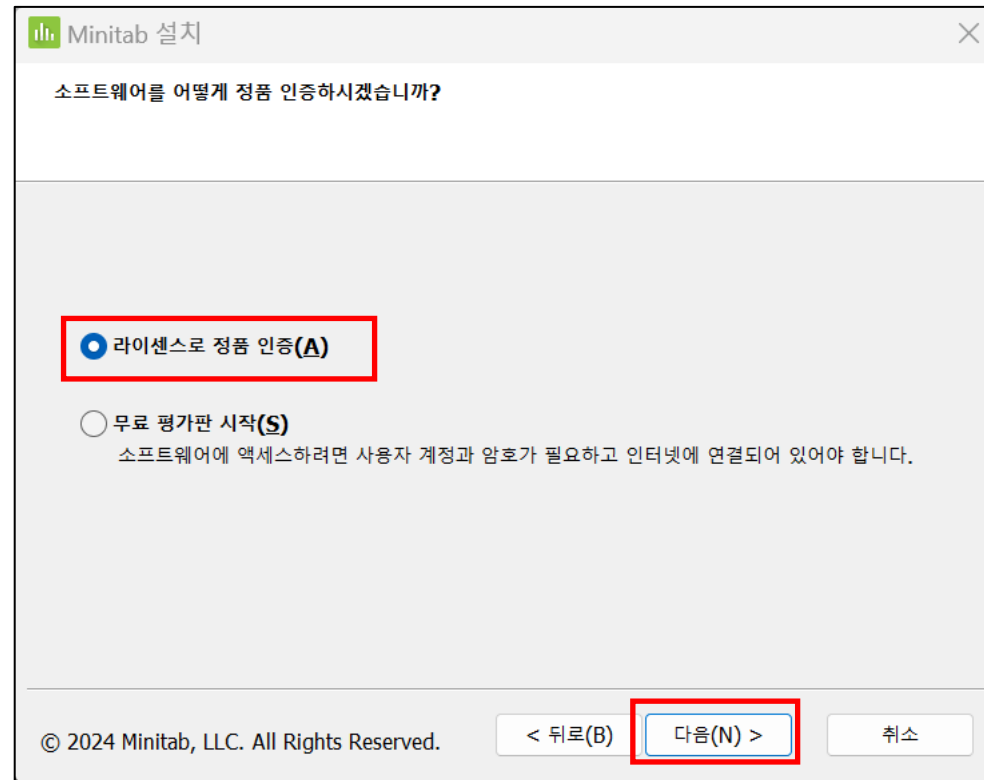 Minitab 설치
소프트웨어를 어떻게 정품 인증하시겠습니까?
라이센스로 정품 인증(A)
무료 평가판 시작(S)
소프트웨어에 액세스하려면 사용자 계정과 암호가 필요하고 인터넷에 연결되어 있어야 합니다.
© 2024 Minitab, LLC. All Rights Reserved.
< 뒤로(B)
다음(N) >
취소